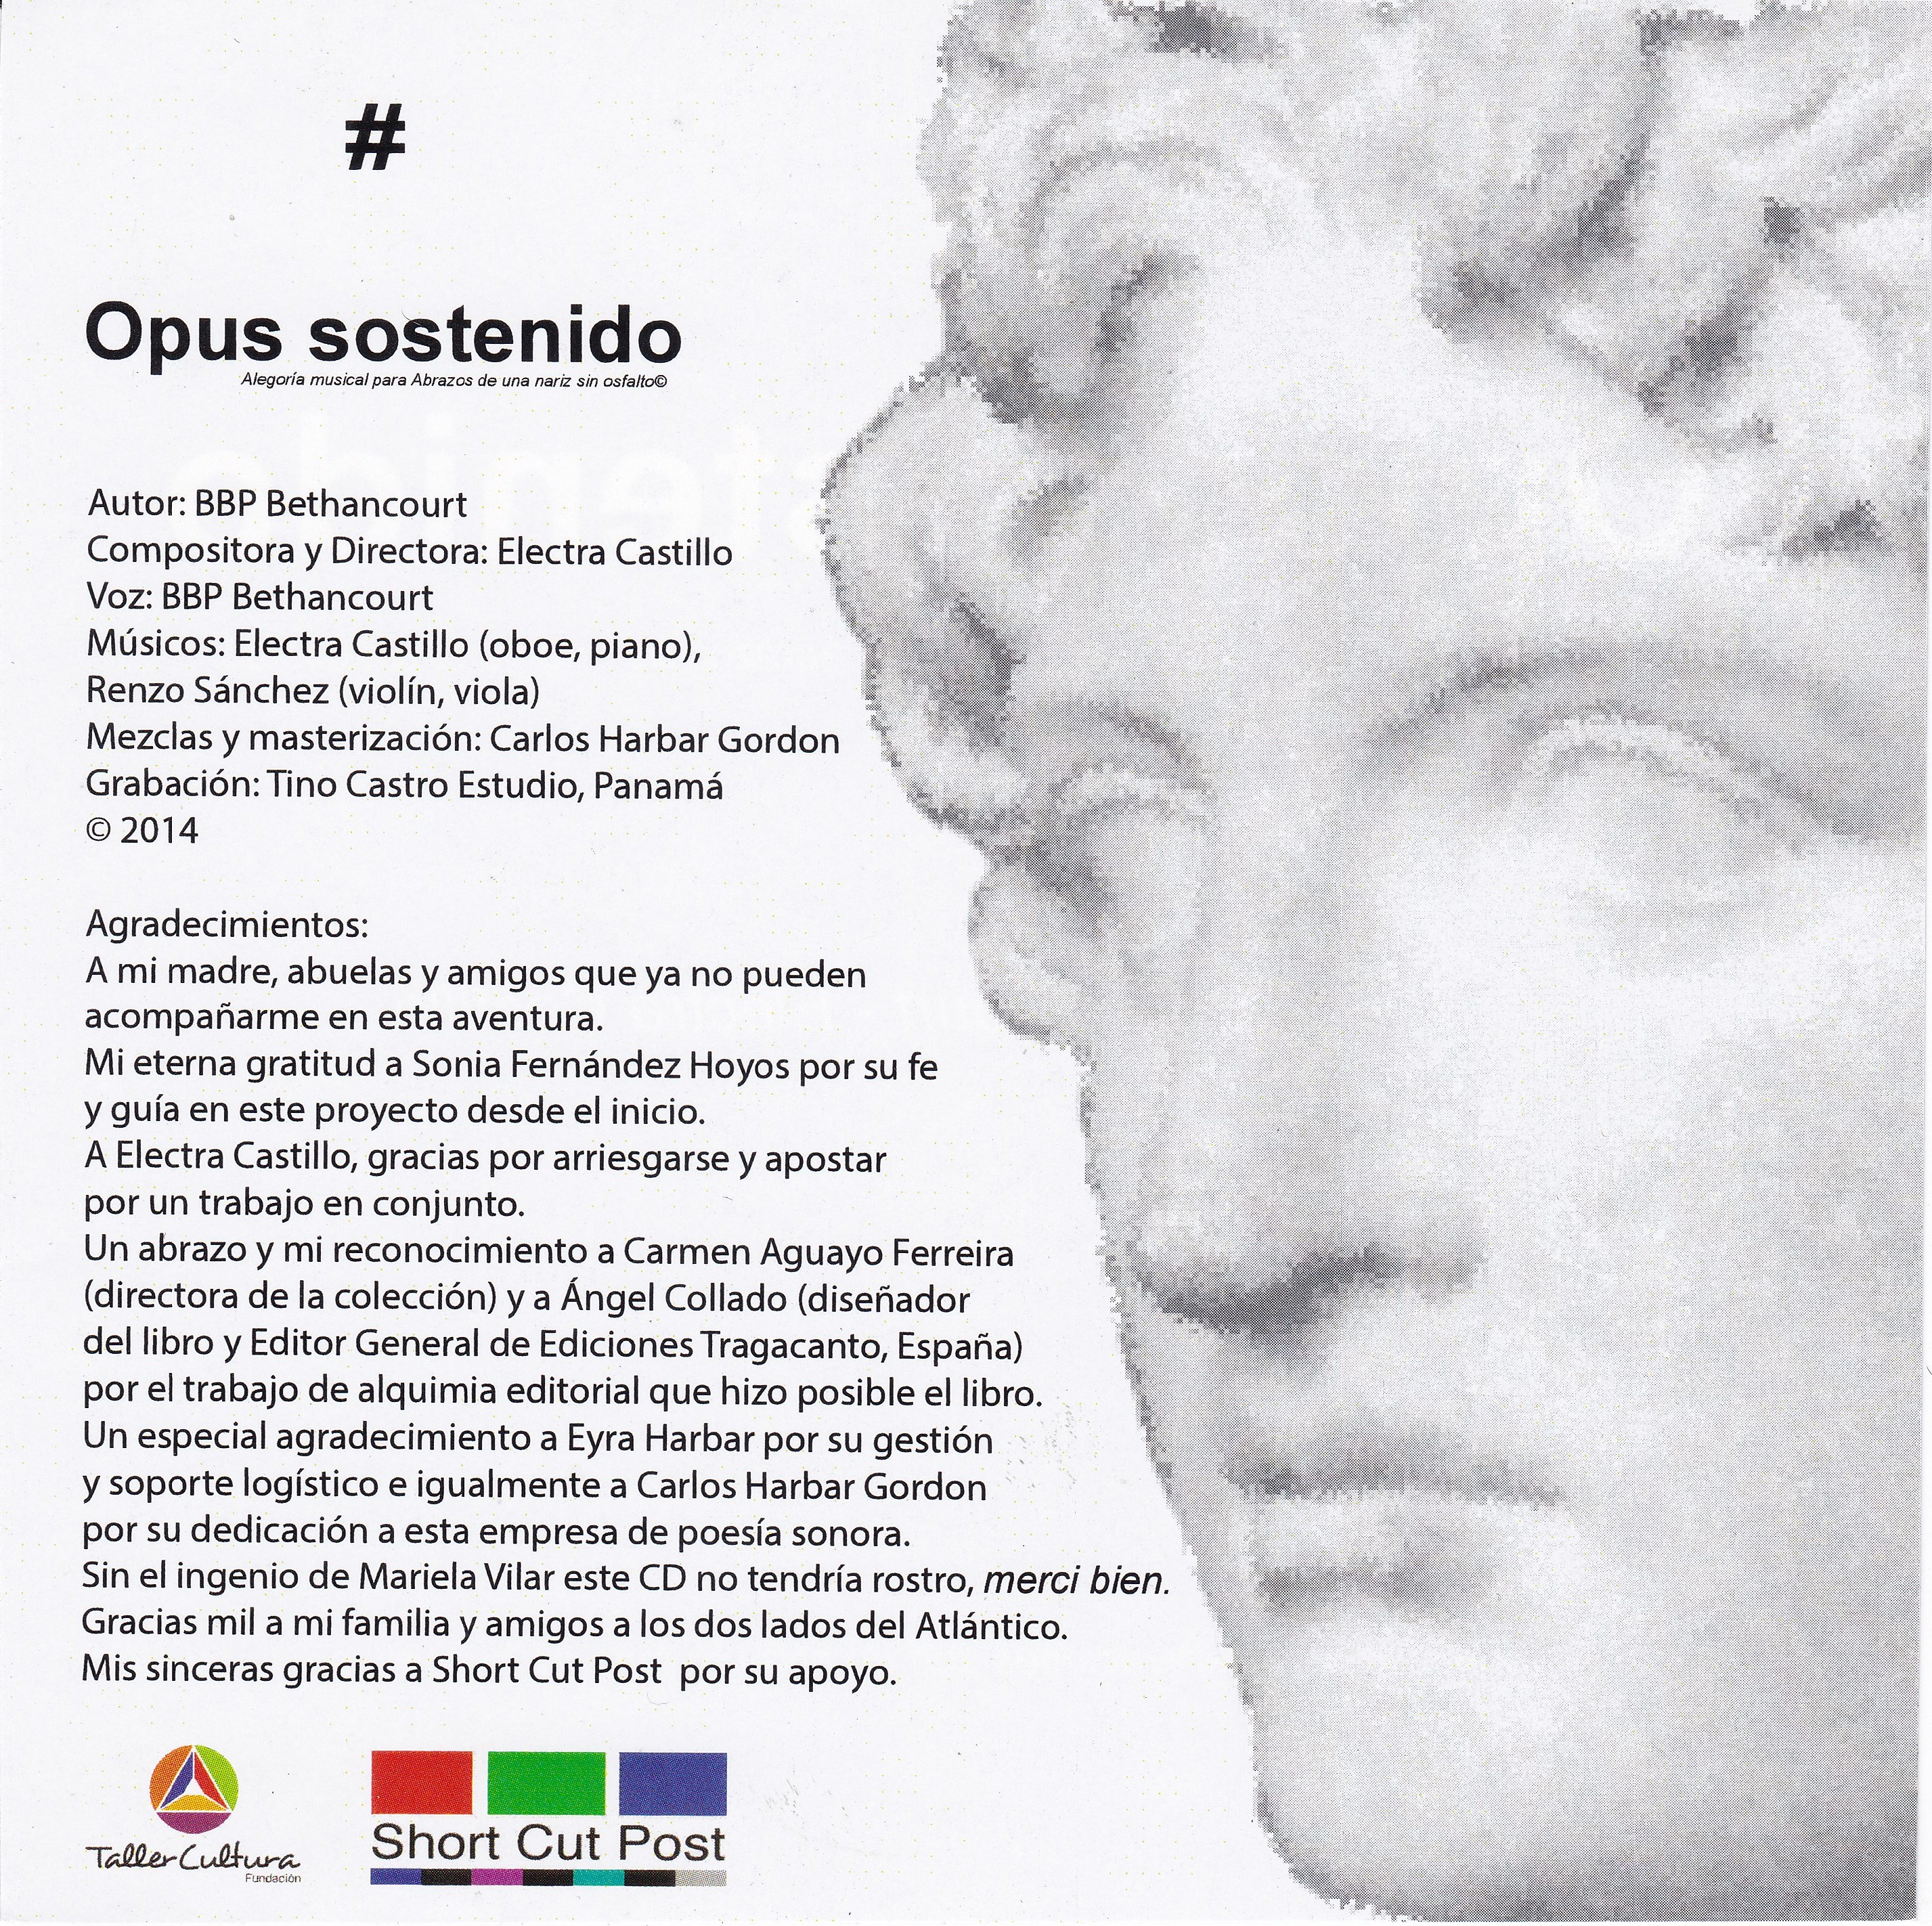 #
Opus sostenido
Alegoría musical para Abrazos de una nariz sin osfalto©
Autor: BBP Bethancourt
Compositora y Directora: Electra Castillo
Voz: BBP Bethancourt
Músicos: Electra Castillo (oboe, piano),
Renzo Sánchez (violín, viola)
Mezclas y masterización: Carlos Harbar Gordon
Grabación: Tino Castro Estudio, Panamá
© 2014
Agradecimientos:
A mi madre, abuelas y amigos que ya no pueden
acompañarme en esta aventura.
Mi eterna gratitud a Sonia Fernández Hoyos por su fe
y guía en este proyecto desde el inicio.
A Electra Castillo, gracias por arriesgarse y apostar
por un trabajo en conjunto.
Un abrazo y mi reconocimiento a Carmen Aguayo Ferreira
(directora de la colección) y a Ángel Collado (diseñador
del libro y Editor General de Ediciones Tragacanto, España)
por el trabajo de alquimia editorial que hizo posible el libro.
Un especial agradecimiento a Eyra Harbar por su gestión
y soporte logístico e igualmente a Carlos Harbar Gordon
por su dedicación a esta empresa de poesía sonora.
Sin el ingenio de Mariela Vilar este CD no tendría rostro, merci bien.
Gracias mil a mi familia y amigos a los dos lados del Atlántico.
Mis sinceras gracias a Short Cut Post por su apoyo.
Taller Cultura
Fundación
Short Cut Post